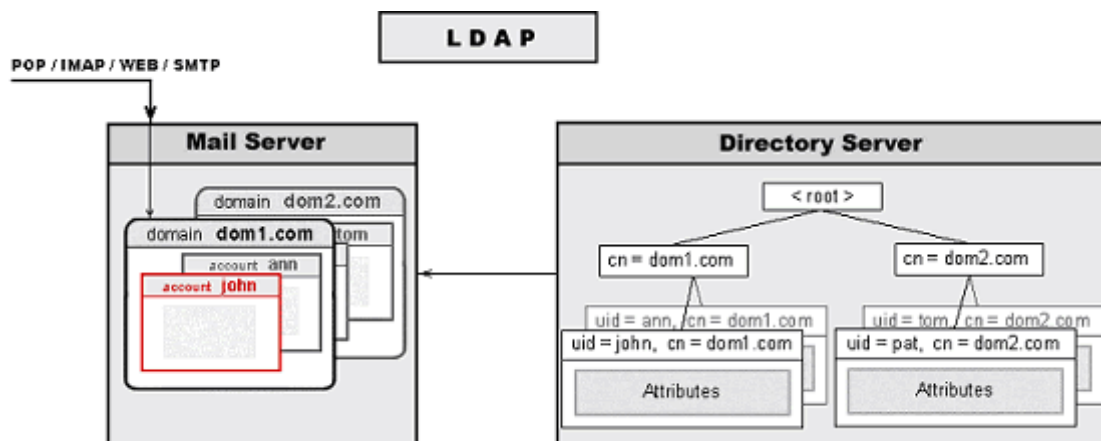 LDAP
POP / IMAP / WEB / SMTP
Mail Server
domain dom2.com
tom
domain dom1.com
account ann
account john
Directory Server
< root >
cn = dom1.com
cn = dom2.com
uid = ann, cn = dom1.com
uid = john, cn = dom1.com
Attributes
uid = tom, cn = dom2.com
uid = pat, cn = dom2.com
Attributes